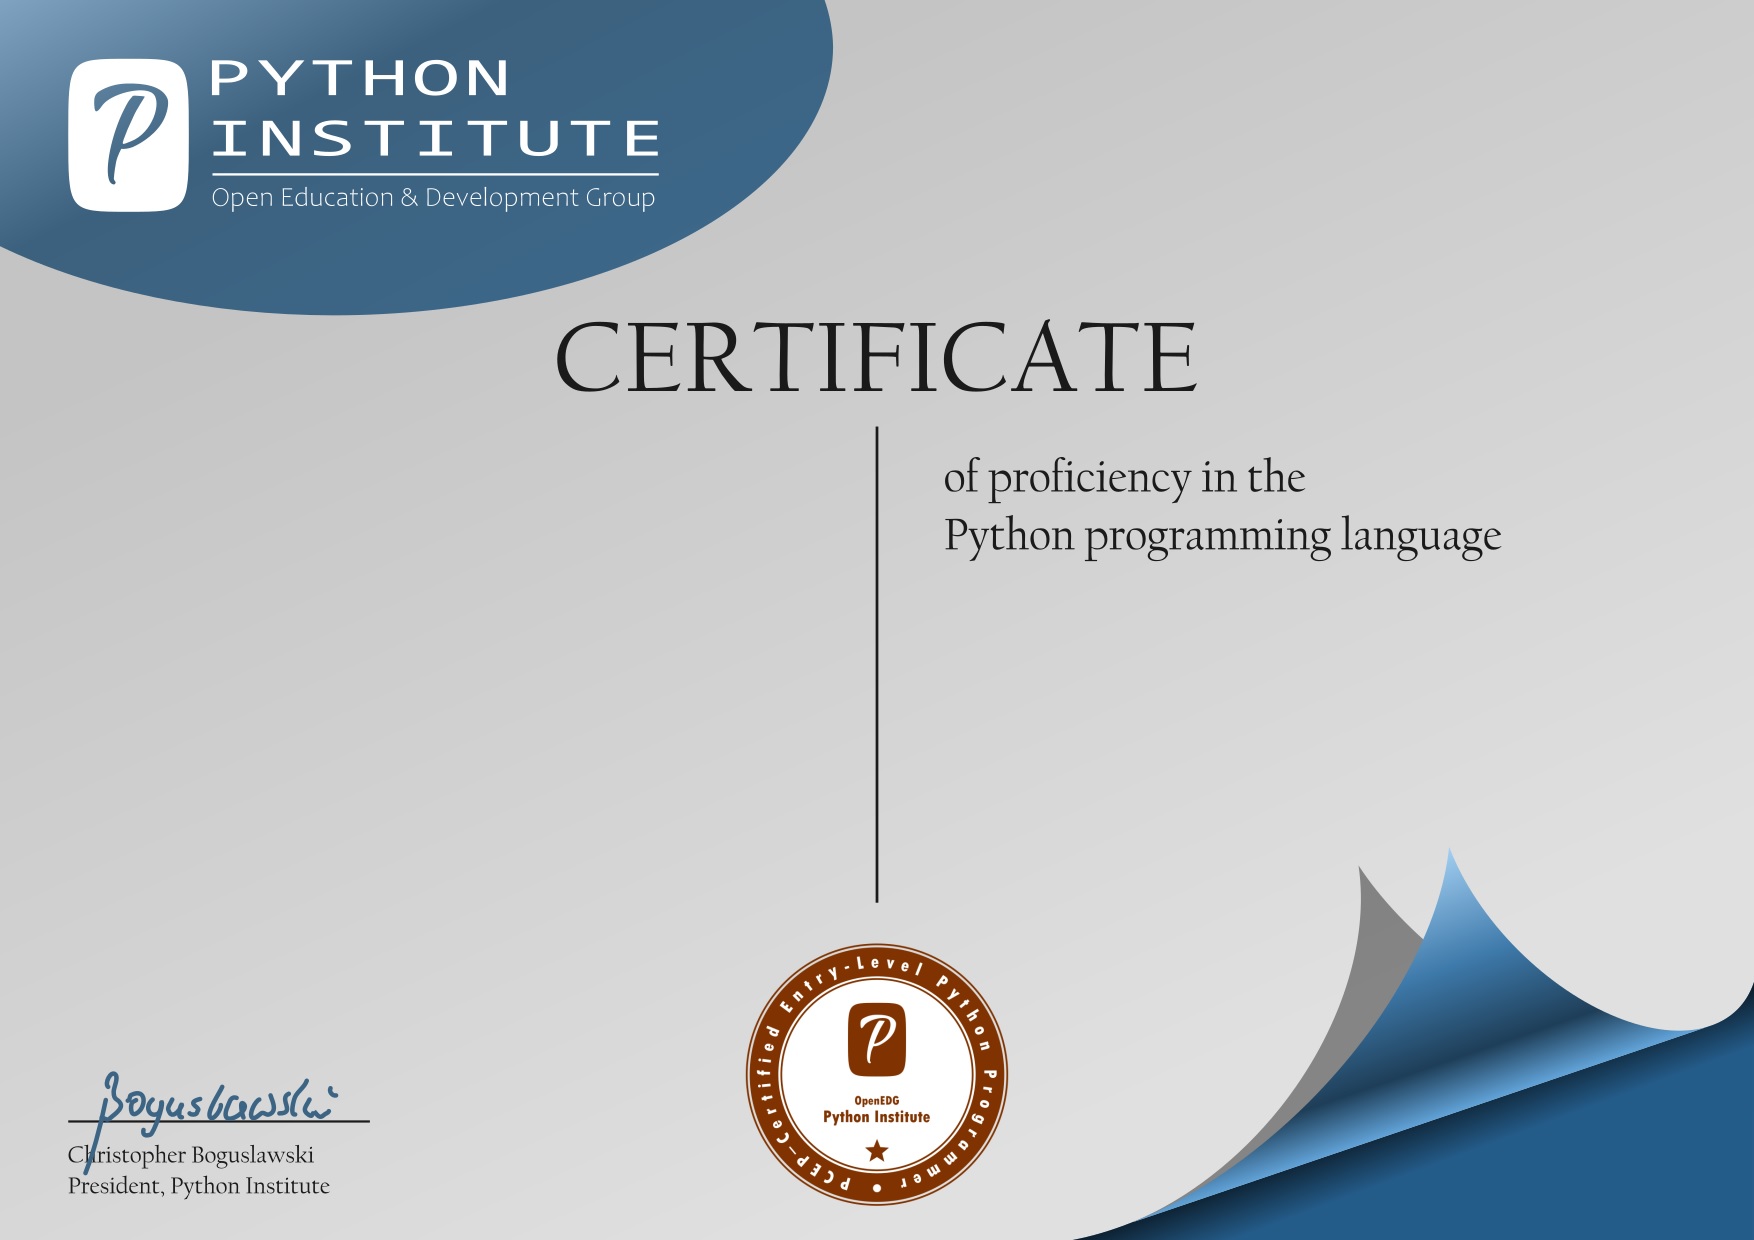 PYTHON
INSTITUTE
Open Education & Development Group
CERTIFICATE
of proficiency in the
Python programming language
PCEP-Certified Entry-Level Python Programmer •
OpenEDG
Python Institute
Boguslawski
Christopher Boguslawski
President, Python Institute